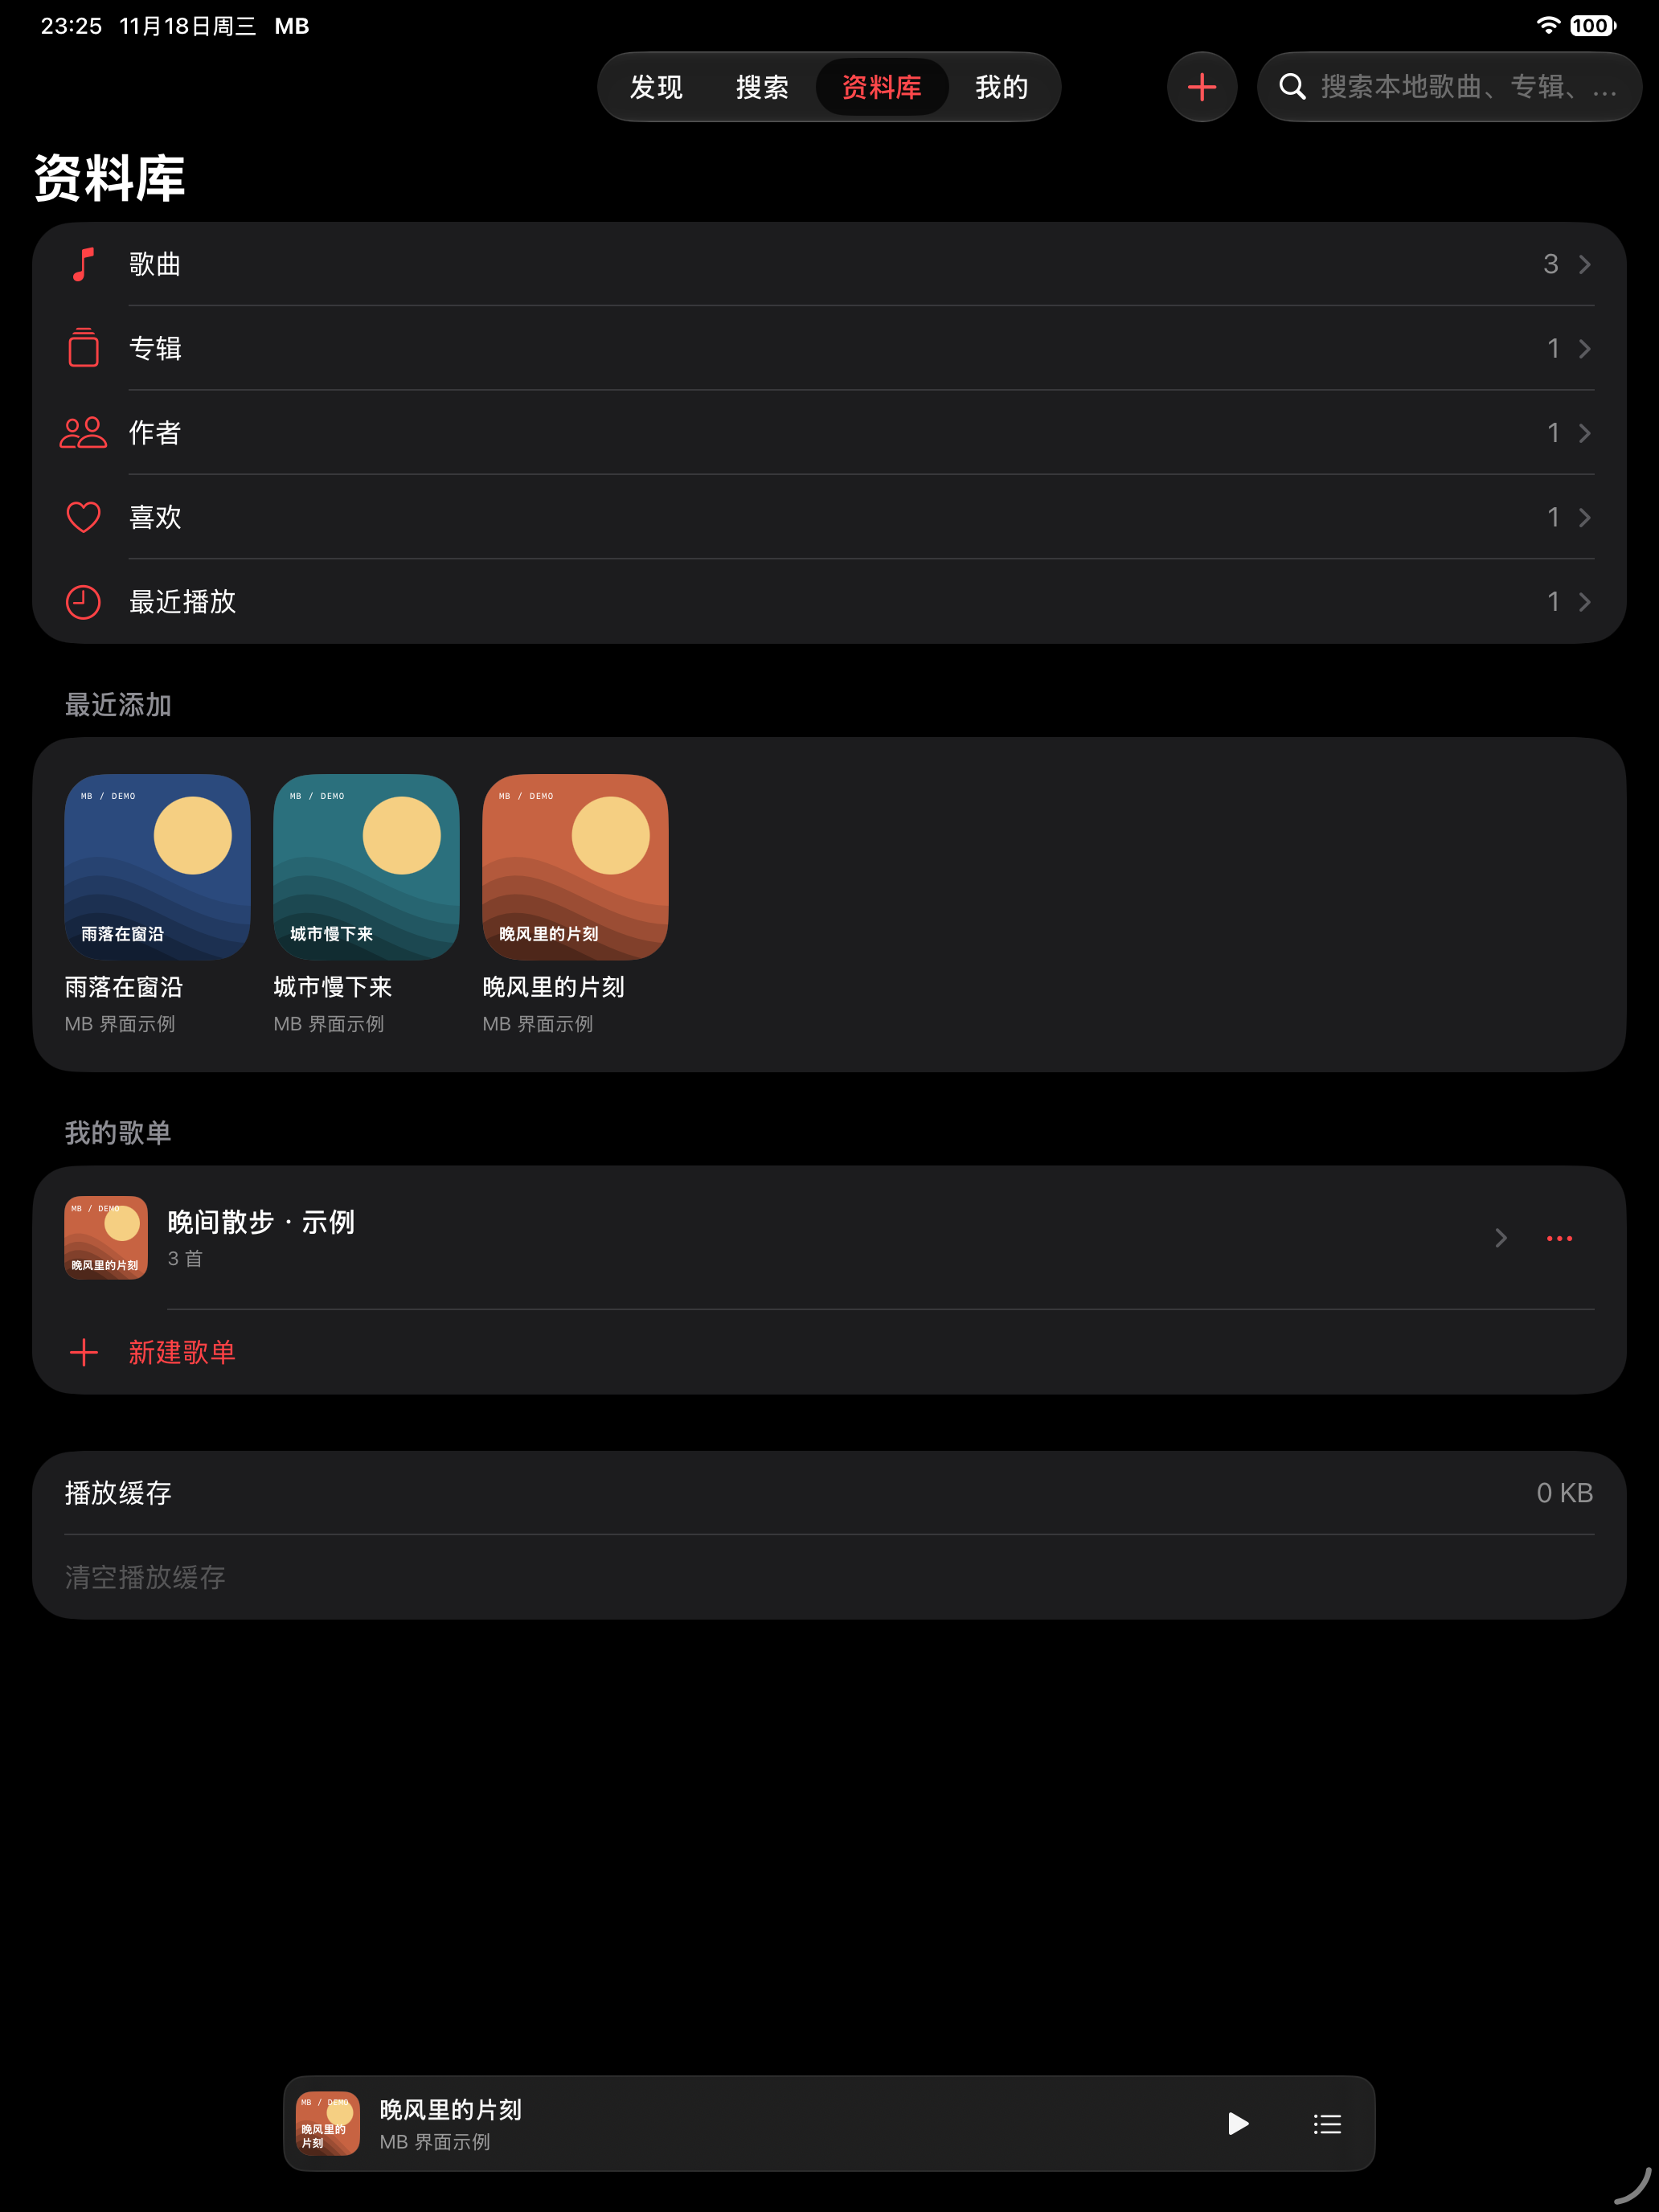 23:25 11月18日周三 MB 100
发现 搜索 资料库 我的 搜索本地歌曲、专辑、...
资料库
歌曲 3
专辑 1
作者 1
喜欢 1
最近播放 1
最近添加
MB / DEMO
雨落在窗沿
雨落在窗沿
MB 界面示例
MB / DEMO
城市慢下来
城市慢下来
MB 界面示例
MB / DEMO
晚风里的片刻
晚风里的片刻
MB 界面示例
我的歌单
MB / DEMO
晚风里的片刻
晚间散步 · 示例
3 首
新建歌单
播放缓存 0 KB
清空播放缓存
MB / DEMO
晚风里的
片刻
晚风里的片刻
MB 界面示例